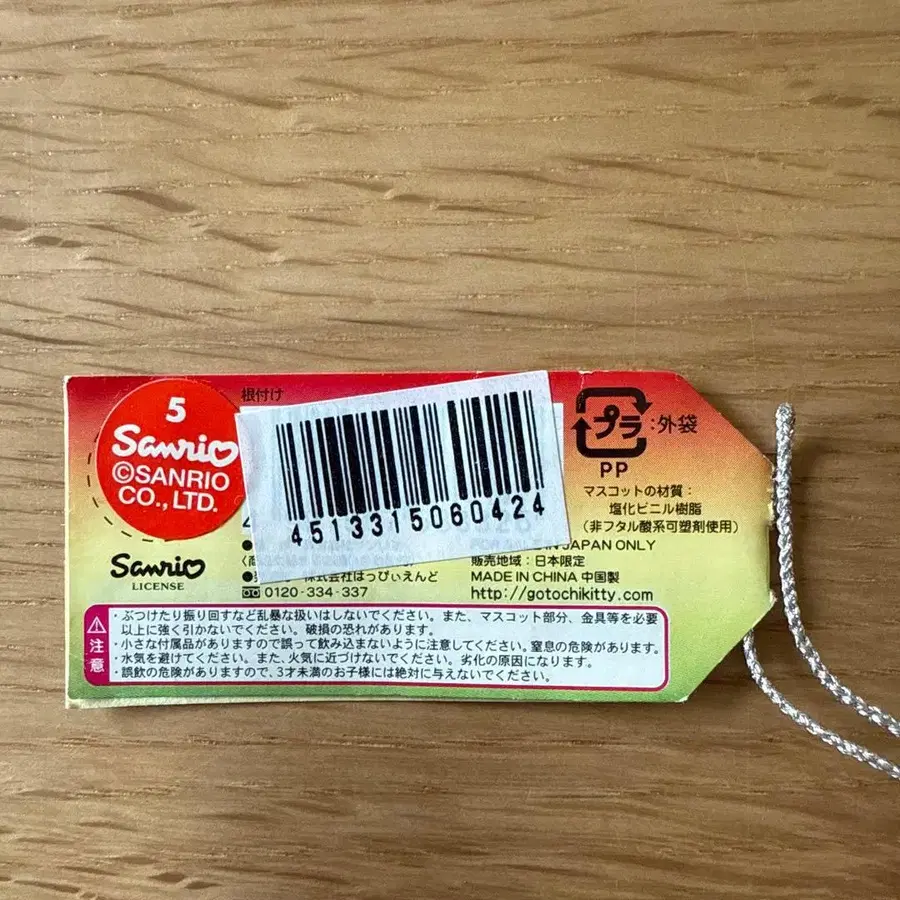 5
Sanrio
©SANRIO
CO., LTD.
Sanrio
LICENSE
根付け
4513315060424
株式会社はっぴぃえんど
0120-334-337
プラ :外袋
PP
マスコットの材質:
塩化ビニル樹脂
(非フタル酸系可塑剤使用)
IN JAPAN ONLY
販売地域: 日本限定
MADE IN CHINA 中国製
http://gotochikitty.com
注意
・ぶつけたり振り回すなど乱暴な扱いはしないでください。また、マスコット部分、金具等を必要
以上に強く引かないでください。破損の恐れがあります。
・小さな付属品がありますので誤って飲み込まないように注意してください。窒息の危険があります。
・水気を避けてください。また、火気に近づけないでください。劣化の原因になります。
・誤飲の危険がありますので、3才未満のお子様には絶対に与えないでください。